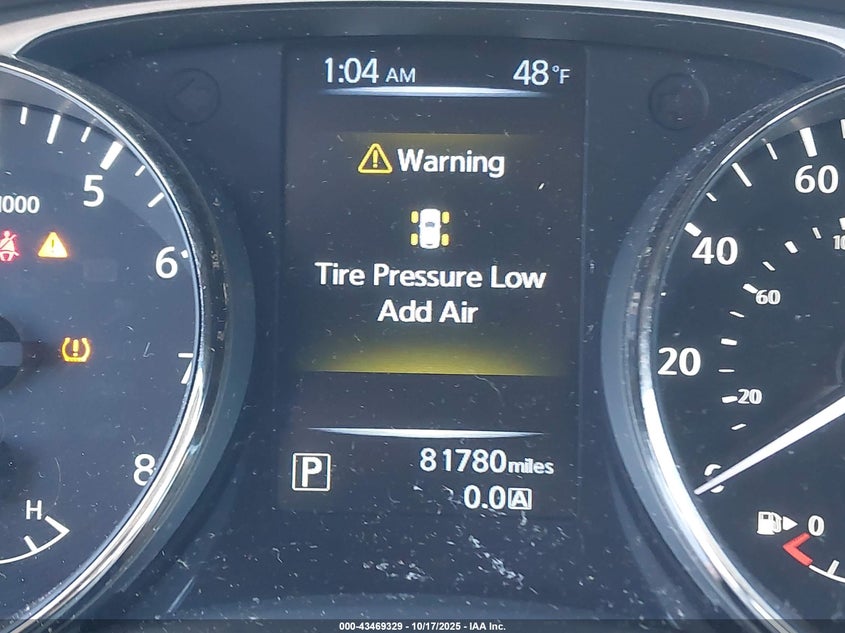 1:04 AM 48°F
Warning
Tire Pressure Low
Add Air
P 81780 miles
0.0 A
1000
5
6
7
8
H
60
40
20
0
60
20
0
000-43469329 - 10/17/2025 - IAA Inc.